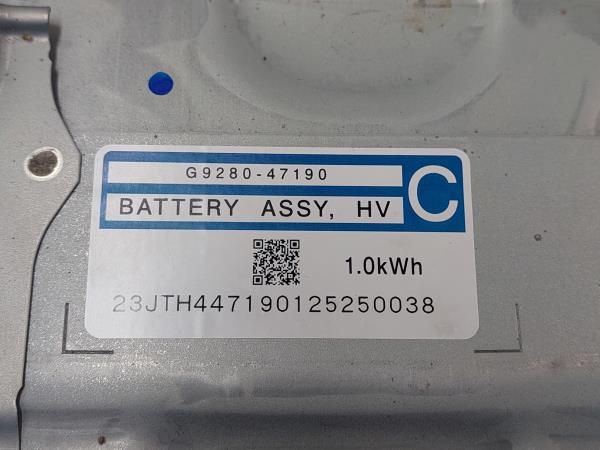 G9280-47190
BATTERY ASSY, HV
C
1.0kWh
23JTH447190125250038